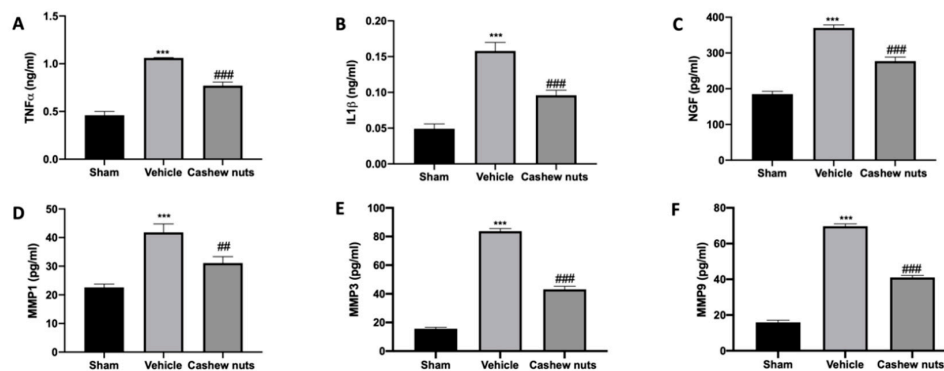 A
TNFα (ng/ml)
1.5
1.0
0.5
0.0
***
###
Sham Vehicle Cashew nuts
B
IL1β (ng/ml)
0.20
0.15
0.10
0.05
0.00
***
###
Sham Vehicle Cashew nuts
C
NGF (pg/ml)
400
300
200
100
0
***
###
Sham Vehicle Cashew nuts
D
MMP1 (pg/ml)
50
40
30
20
10
0
***
##
Sham Vehicle Cashew nuts
E
MMP3 (pg/ml)
100
80
60
40
20
0
***
###
Sham Vehicle Cashew nuts
F
MMP9 (pg/ml)
80
60
40
20
0
***
###
Sham Vehicle Cashew nuts